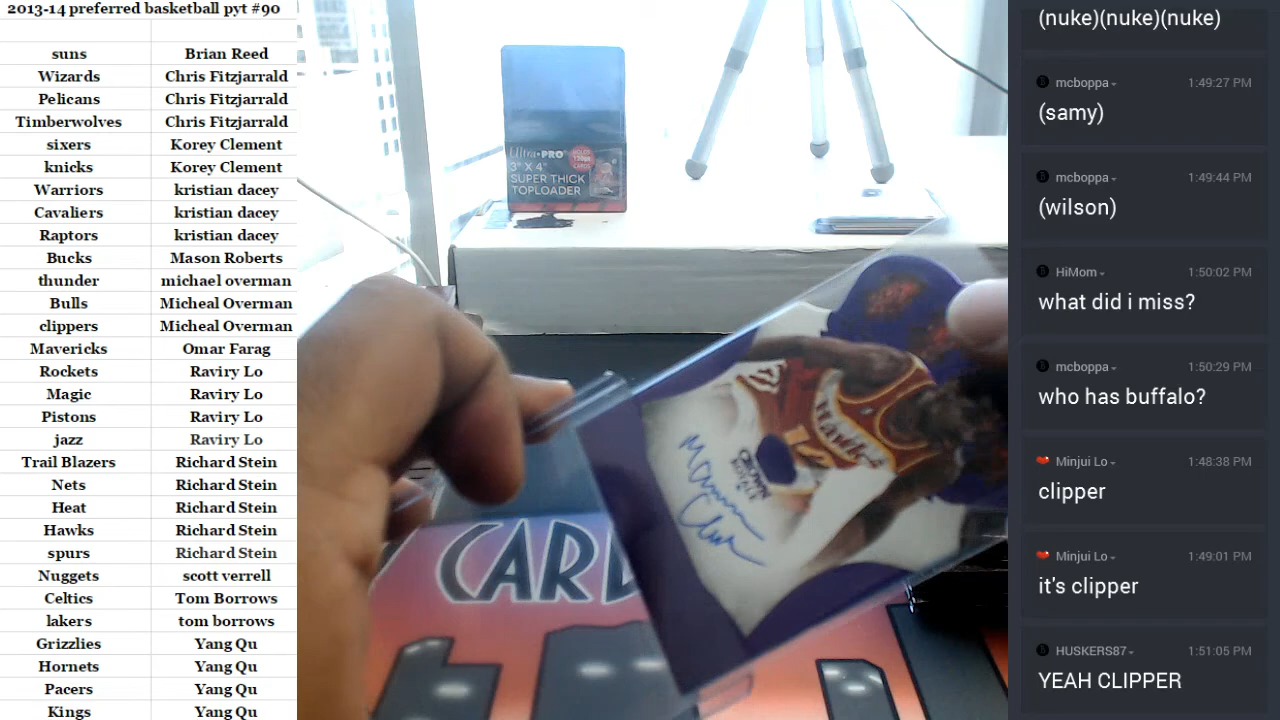 2013-14 preferred basketball pyt #90
suns Brian Reed
Wizards Chris Fitzjarrald
Pelicans Chris Fitzjarrald
Timberwolves Chris Fitzjarrald
sixers Korey Clement
knicks Korey Clement
Warriors kristian dacey
Cavaliers kristian dacey
Raptors kristian dacey
Bucks Mason Roberts
thunder michael overman
Bulls Micheal Overman
clippers Micheal Overman
Mavericks Omar Farag
Rockets Raviry Lo
Magic Raviry Lo
Pistons Raviry Lo
jazz Raviry Lo
Trail Blazers Richard Stein
Nets Richard Stein
Heat Richard Stein
Hawks Richard Stein
spurs Richard Stein
Nuggets scott verrell
Celtics Tom Borrows
lakers tom borrows
Grizzlies Yang Qu
Hornets Yang Qu
Pacers Yang Qu
Kings Yang Qu
Ultra·PRO
3" X 4"
SUPER THICK
TOPLOADER
Hawks
12
CROWN
ROYALE
CARD
(nuke)(nuke)(nuke)
mcboppa 1:49:27 PM
(samy)
mcboppa 1:49:44 PM
(wilson)
HiMom 1:50:02 PM
what did i miss?
mcboppa 1:50:29 PM
who has buffalo?
Minjui Lo 1:48:38 PM
clipper
Minjui Lo 1:49:01 PM
it's clipper
HUSKERS87 1:51:05 PM
YEAH CLIPPER